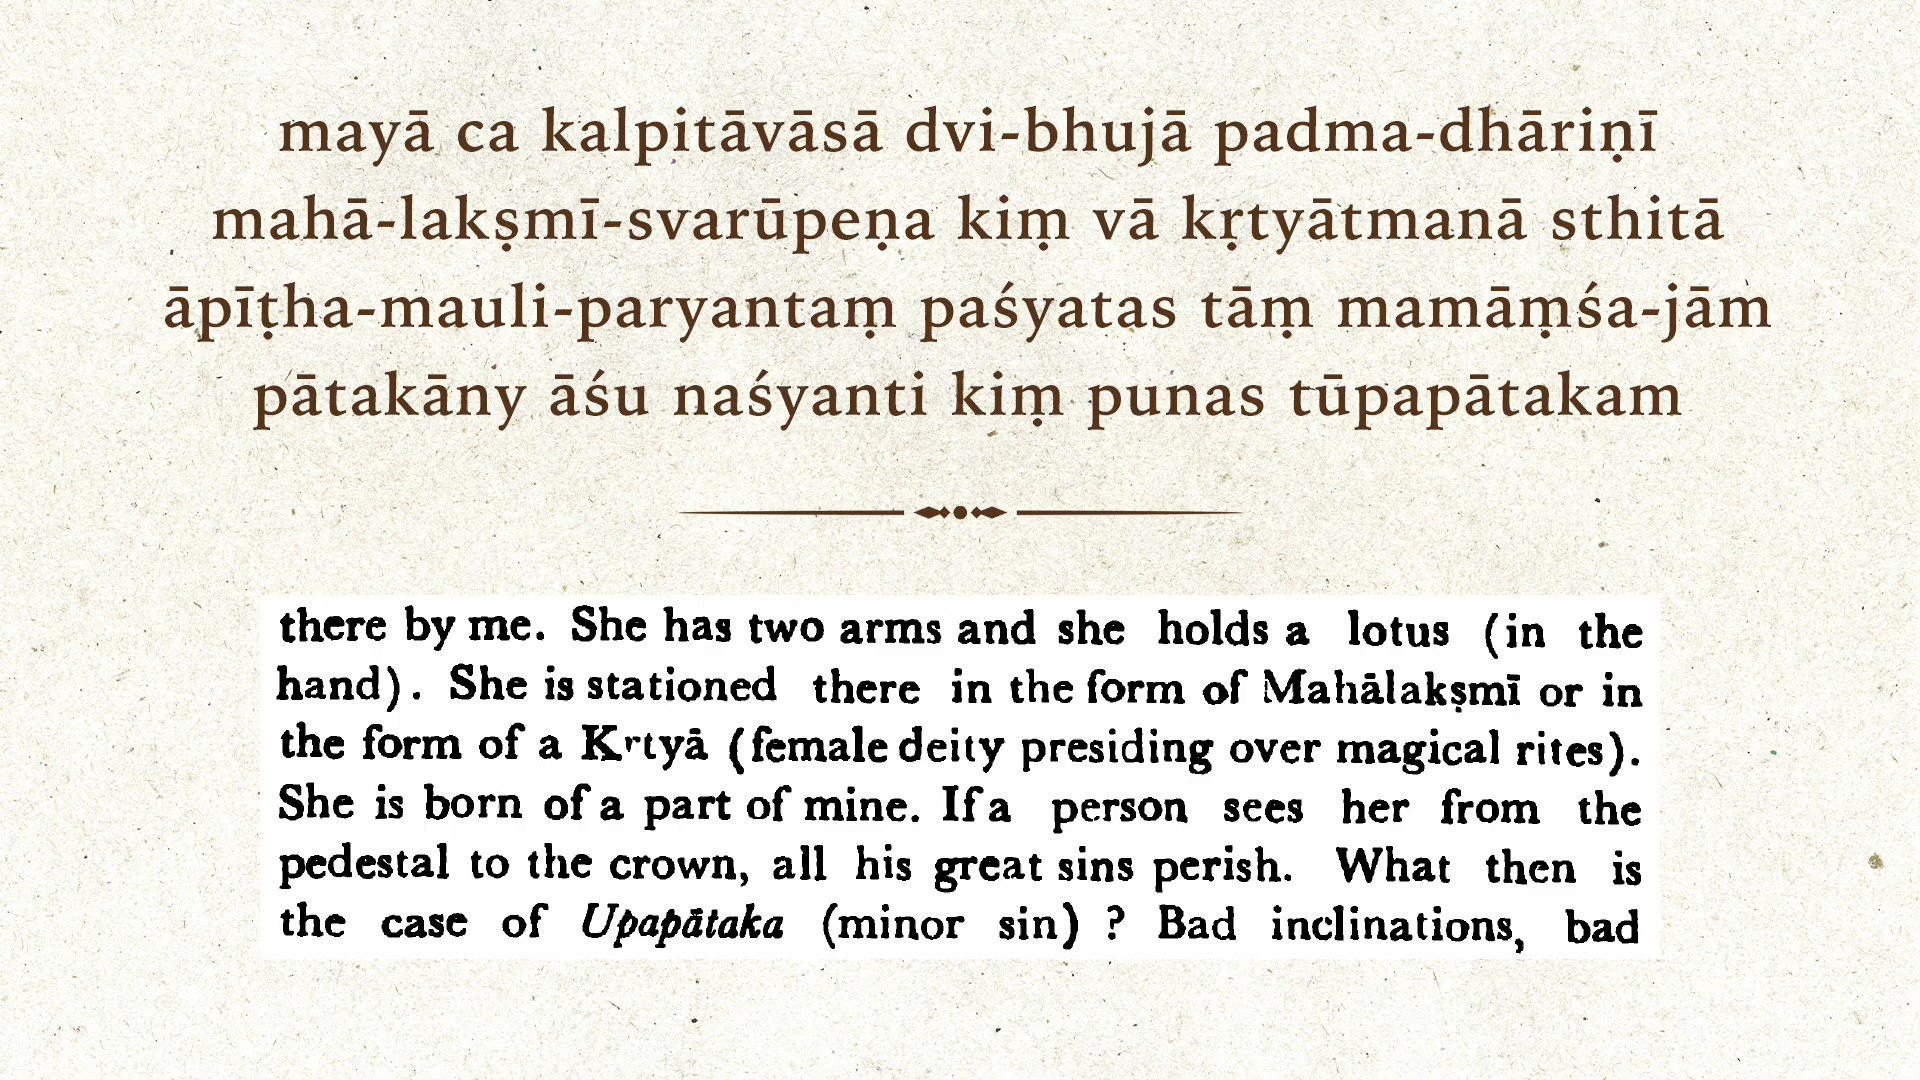 mayā ca kalpitāvāsā dvi-bhujā padma-dhāriṇī
mahā-lakṣmī-svarūpeṇa kiṃ vā kṛtyātmanā sthitā
āpīṭha-mauli-paryantaṃ paśyatas tāṃ mamāṃśa-jām
pātakāny āśu naśyanti kiṃ punas tūpapātakam
there by me. She has two arms and she holds a lotus (in the
hand). She is stationed there in the form of Mahālakṣmī or in
the form of a Kṛtyā (female deity presiding over magical rites).
She is born of a part of mine. If a person sees her from the
pedestal to the crown, all his great sins perish. What then is
the case of Upapātaka (minor sin) ? Bad inclinations, bad